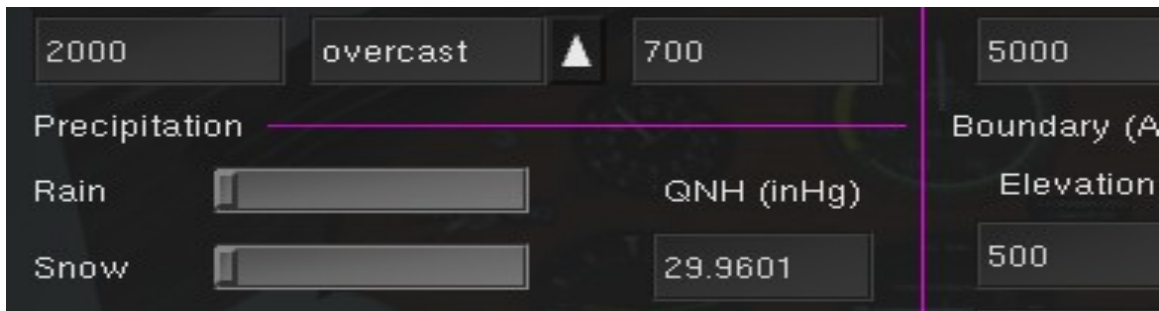 2000 overcast 700 5000
Precipitation Boundary (A
Rain QNH (inHg) Elevation
Snow 29.9601 500